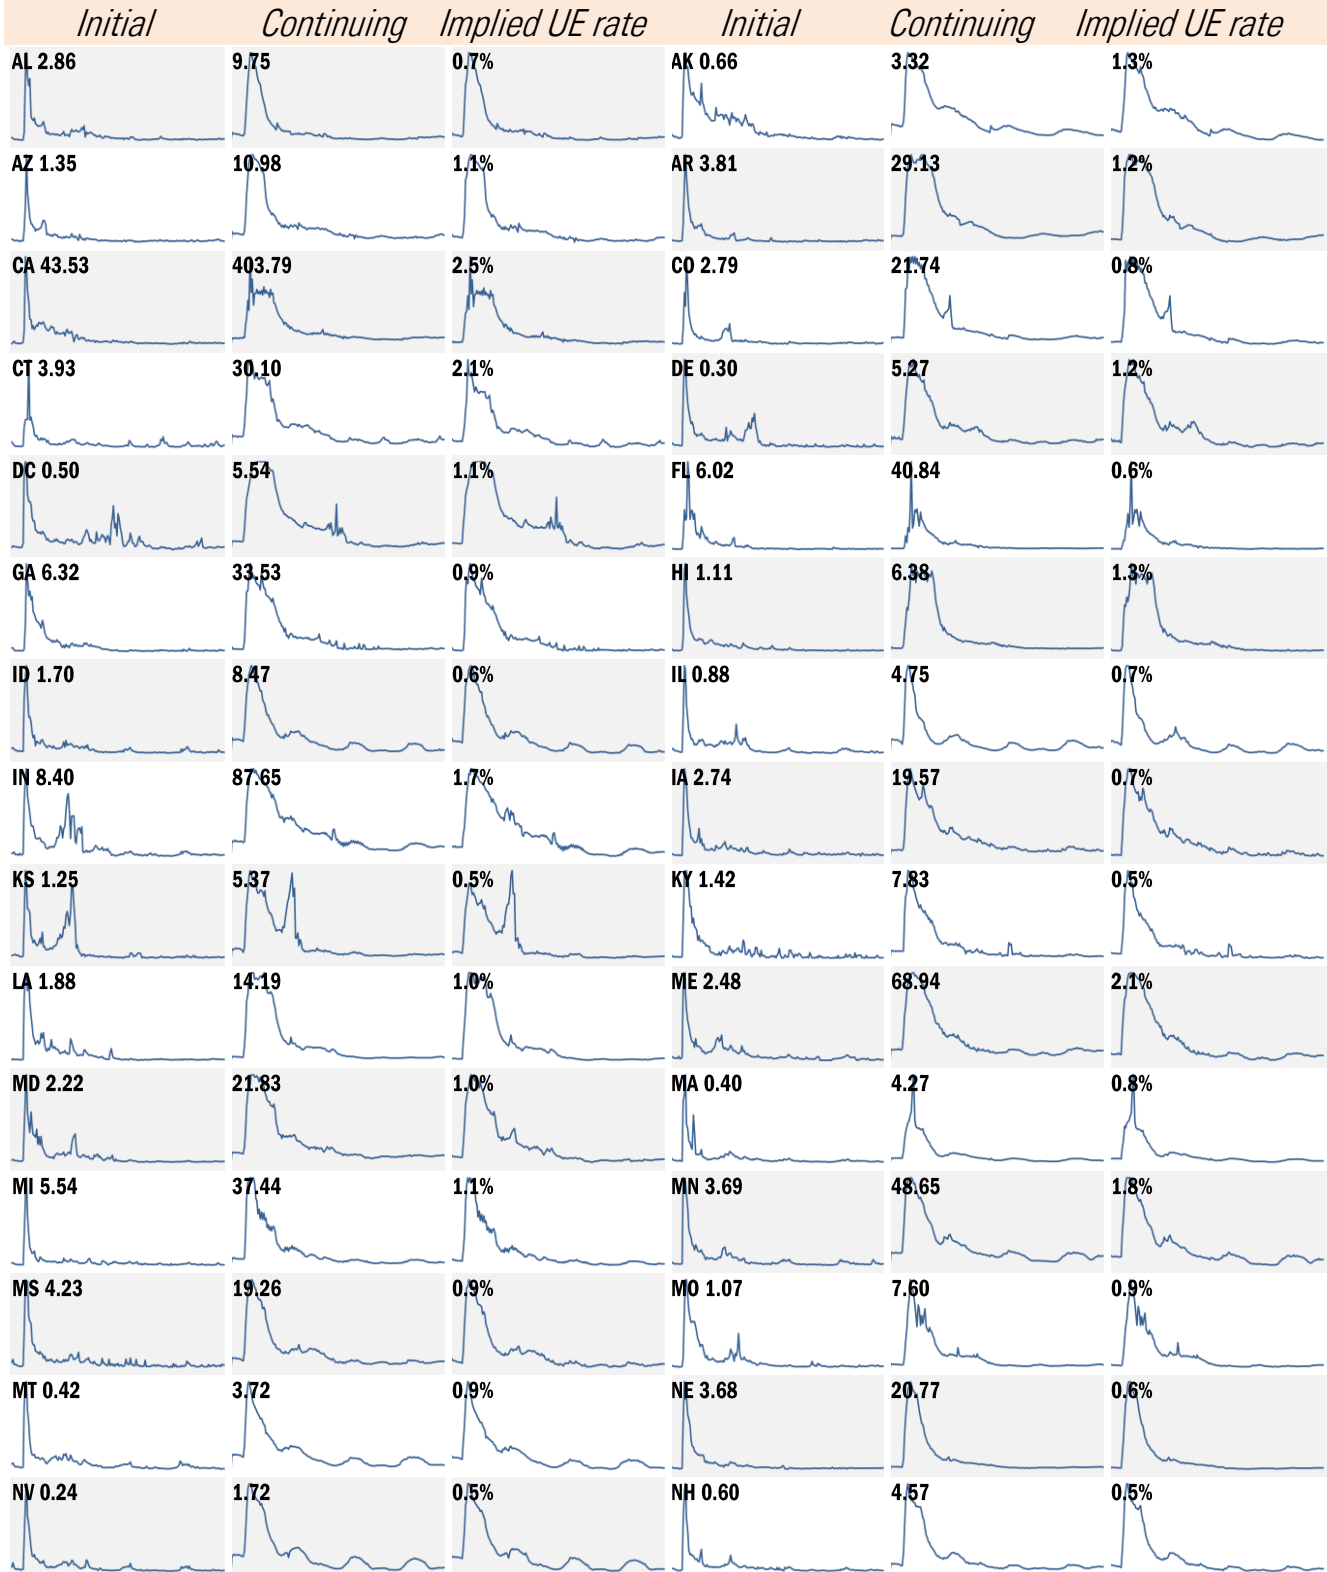 Initial Continuing Implied UE rate Initial Continuing Implied UE rate
AL 2.86 9.75 0.7% AK 0.66 3.32 1.3%
AZ 1.35 10.98 1.1% AR 3.81 29.13 1.2%
CA 43.53 403.79 2.5% CO 2.79 21.74 0.8%
CT 3.93 30.10 2.1% DE 0.30 5.27 1.2%
DC 0.50 5.54 1.1% FL 6.02 40.84 0.6%
GA 6.32 33.53 0.9% HI 1.11 6.38 1.3%
ID 1.70 8.47 0.6% IL 0.88 4.75 0.7%
IN 8.40 87.65 1.7% IA 2.74 19.57 0.7%
KS 1.25 5.37 0.5% KY 1.42 7.83 0.5%
LA 1.88 14.19 1.0% ME 2.48 68.94 2.1%
MD 2.22 21.83 1.0% MA 0.40 4.27 0.8%
MI 5.54 37.44 1.1% MN 3.69 48.65 1.8%
MS 4.23 19.26 0.9% MO 1.07 7.60 0.9%
MT 0.42 3.72 0.9% NE 3.68 20.77 0.6%
NV 0.24 1.72 0.5% NH 0.60 4.57 0.5%